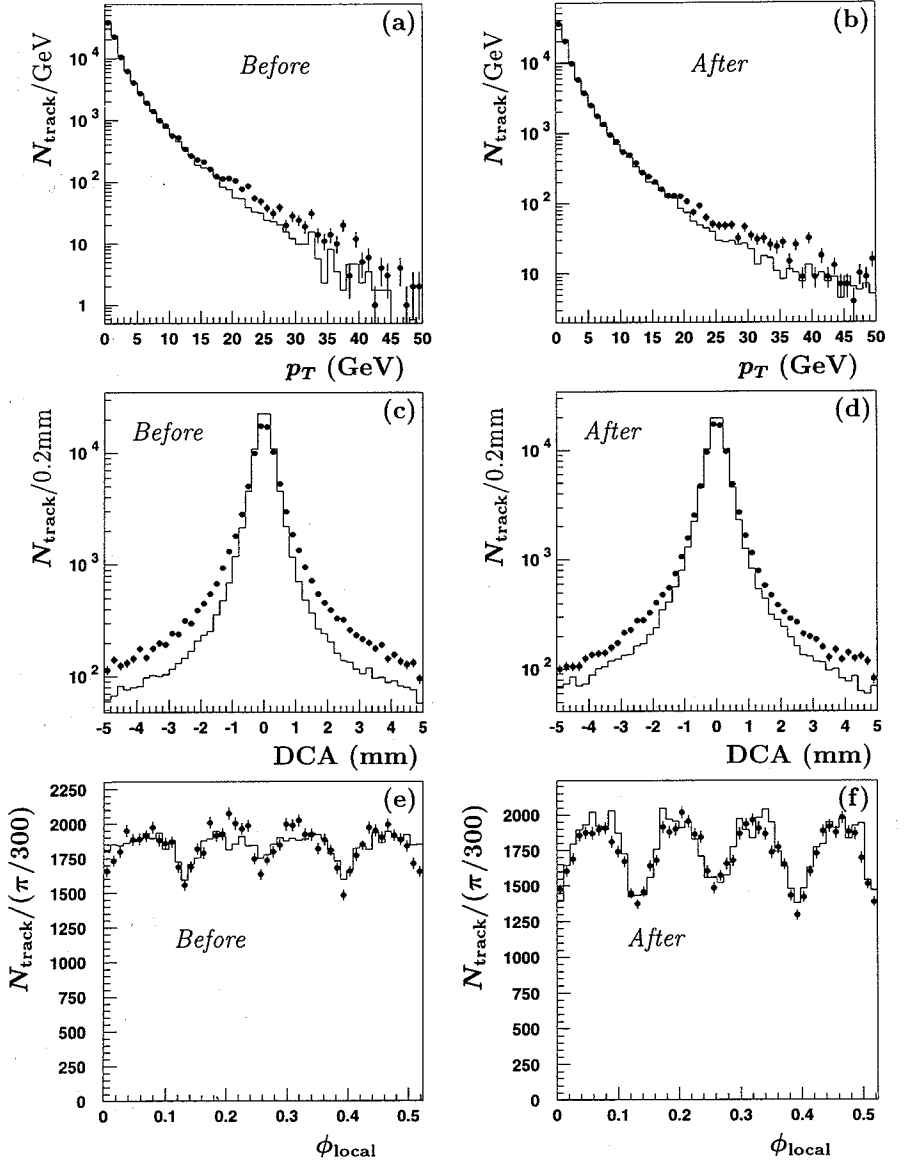 (a)
Before
N_track/GeV
10^4
10^3
10^2
10
1
0 5 10 15 20 25 30 35 40 45 50
p_T (GeV)
(b)
After
N_track/GeV
10^4
10^3
10^2
10
0 5 10 15 20 25 30 35 40 45 50
p_T (GeV)
(c)
Before
N_track/0.2mm
10^4
10^3
10^2
-5 -4 -3 -2 -1 0 1 2 3 4 5
DCA (mm)
(d)
After
N_track/0.2mm
10^4
10^3
10^2
-5 -4 -3 -2 -1 0 1 2 3 4 5
DCA (mm)
(e)
Before
N_track/(π/300)
2250
2000
1750
1500
1250
1000
750
500
250
0
0 0.1 0.2 0.3 0.4 0.5
ϕ_local
(f)
After
N_track/(π/300)
2000
1500
1000
500
0
0 0.1 0.2 0.3 0.4 0.5
ϕ_local